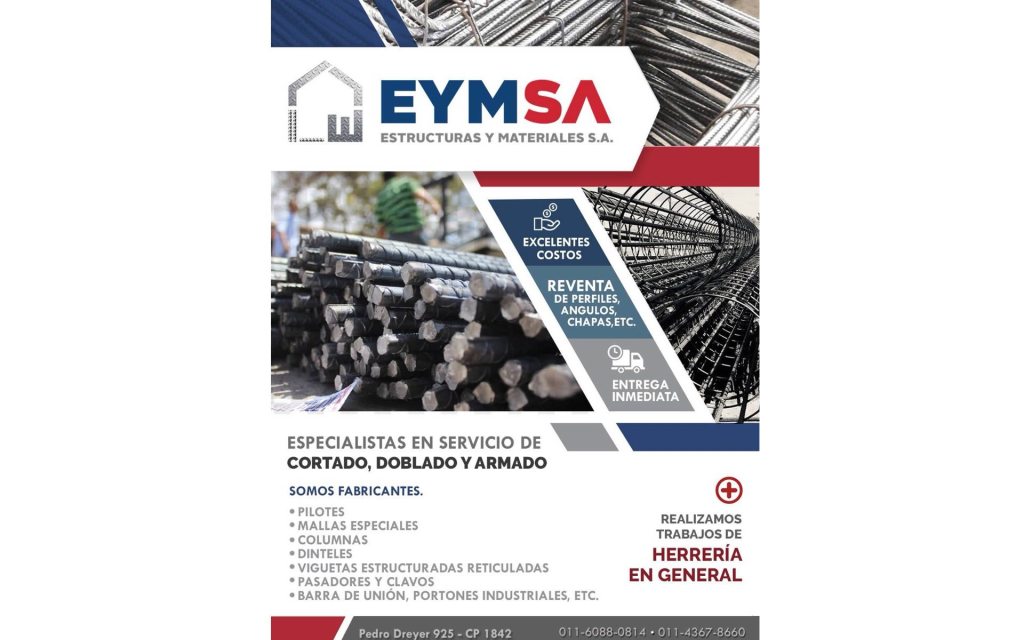 EYMSA
ESTRUCTURAS Y MATERIALES S.A.
EXCELENTES
COSTOS
REVENTA
DE PERFILES,
ANGULOS,
CHAPAS,ETC.
ENTREGA
INMEDIATA
ESPECIALISTAS EN SERVICIO DE
CORTADO, DOBLADO Y ARMADO
SOMOS FABRICANTES.
• PILOTES
• MALLAS ESPECIALES
• COLUMNAS
• DINTELES
• VIGUETAS ESTRUCTURADAS RETICULADAS
• PASADORES Y CLAVOS
• BARRA DE UNIÓN, PORTONES INDUSTRIALES, ETC.
REALIZAMOS
TRABAJOS DE
HERRERÍA
EN GENERAL
Pedro Dreyer 925 - CP 1842
011-6088-0814 • 011-4367-8660